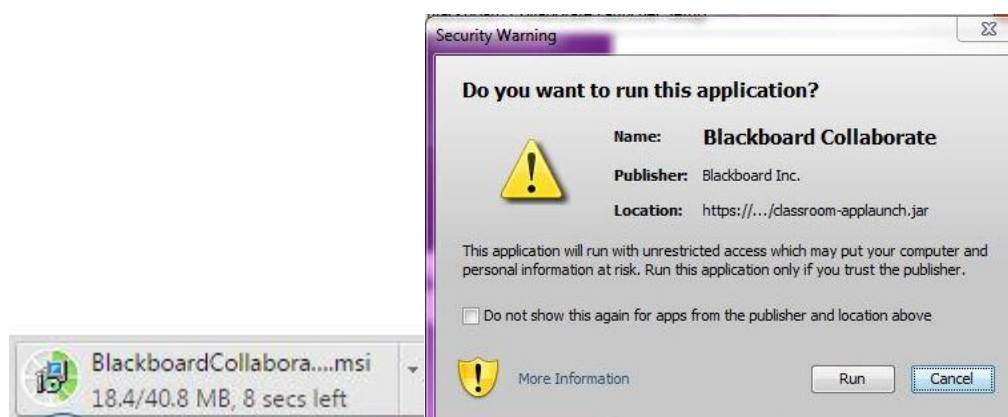 BlackboardCollabora....msi
18.4/40.8 MB, 8 secs left
Security Warning
Do you want to run this application?
Name: Blackboard Collaborate
Publisher: Blackboard Inc.
Location: https://.../classroom-applaunch.jar
This application will run with unrestricted access which may put your computer and
personal information at risk. Run this application only if you trust the publisher.
Do not show this again for apps from the publisher and location above
More Information
Run
Cancel